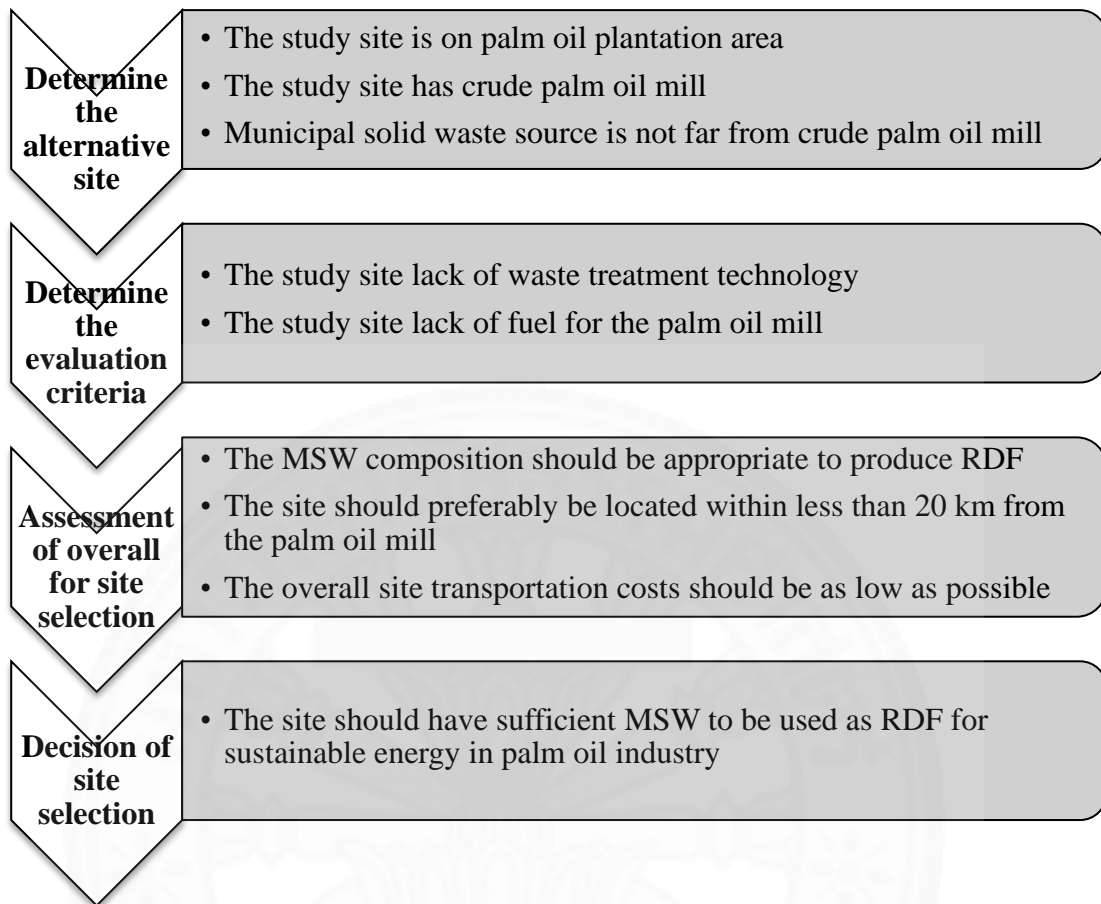 Determine
the
alternative
site
• The study site is on palm oil plantation area
• The study site has crude palm oil mill
• Municipal solid waste source is not far from crude palm oil mill
Determine
the
evaluation
criteria
• The study site lack of waste treatment technology
• The study site lack of fuel for the palm oil mill
Assessment
of overall
for site
selection
• The MSW composition should be appropriate to produce RDF
• The site should preferably be located within less than 20 km from
the palm oil mill
• The overall site transportation costs should be as low as possible
Decision of
site
selection
• The site should have sufficient MSW to be used as RDF for
sustainable energy in palm oil industry